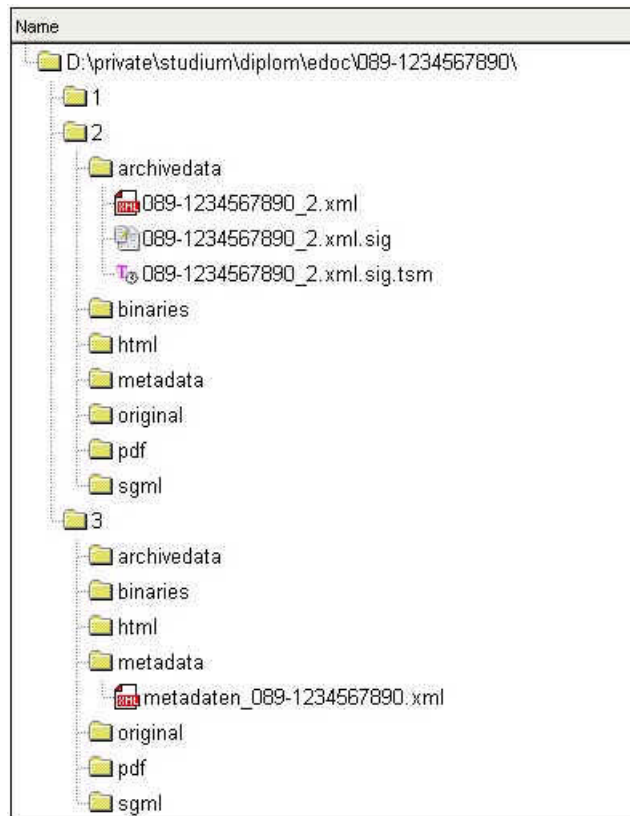 Name
D:\private\studium\diplom\edoc\089-1234567890\
1
2
archivedata
089-1234567890_2.xml
089-1234567890_2.xml.sig
089-1234567890_2.xml.sig.tsm
binaries
html
metadata
original
pdf
sgml
3
archivedata
binaries
html
metadata
metadaten_089-1234567890.xml
original
pdf
sgml